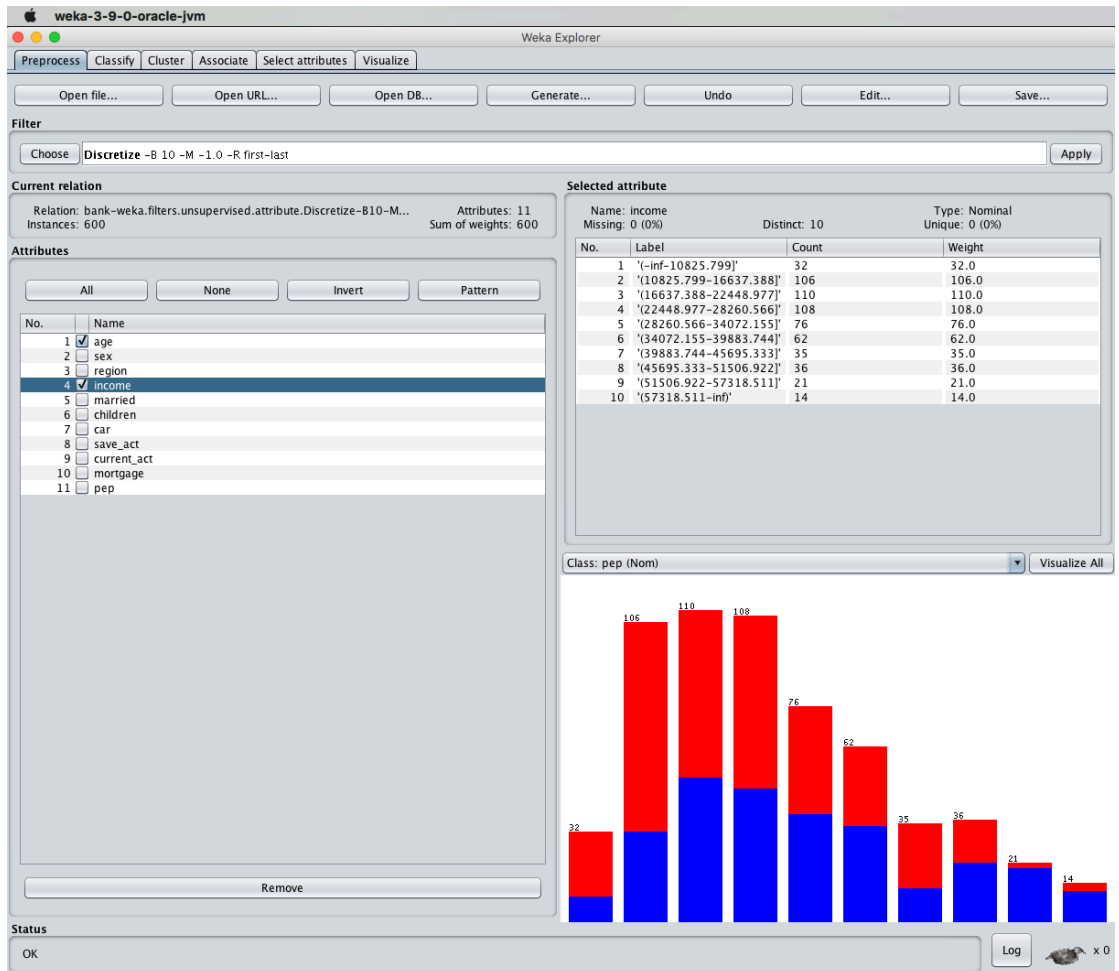 weka-3-9-0-oracle-jvm
Weka Explorer
Preprocess Classify Cluster Associate Select attributes Visualize
Open file... Open URL... Open DB... Generate... Undo Edit... Save...
Filter
Choose Discretize -B 10 -M -1.0 -R first-last Apply
Current relation
Relation: bank-weka.filters.unsupervised.attribute.Discretize-B10-M... Attributes: 11
Instances: 600 Sum of weights: 600
Attributes
All None Invert Pattern
No. Name
1 age
2 sex
3 region
4 income
5 married
6 children
7 car
8 save_act
9 current_act
10 mortgage
11 pep
Remove
Selected attribute
Name: income Type: Nominal
Missing: 0 (0%) Distinct: 10 Unique: 0 (0%)
No. Label Count Weight
1 '(-inf-10825.799]' 32 32.0
2 '(10825.799-16637.388]' 106 106.0
3 '(16637.388-22448.977]' 110 110.0
4 '(22448.977-28260.566]' 108 108.0
5 '(28260.566-34072.155]' 76 76.0
6 '(34072.155-39883.744]' 62 62.0
7 '(39883.744-45695.333]' 35 35.0
8 '(45695.333-51506.922]' 36 36.0
9 '(51506.922-57318.511]' 21 21.0
10 '(57318.511-inf)' 14 14.0
Class: pep (Nom) Visualize All
32 106 110 108 76 62 35 36 21 14
Status
OK Log x 0